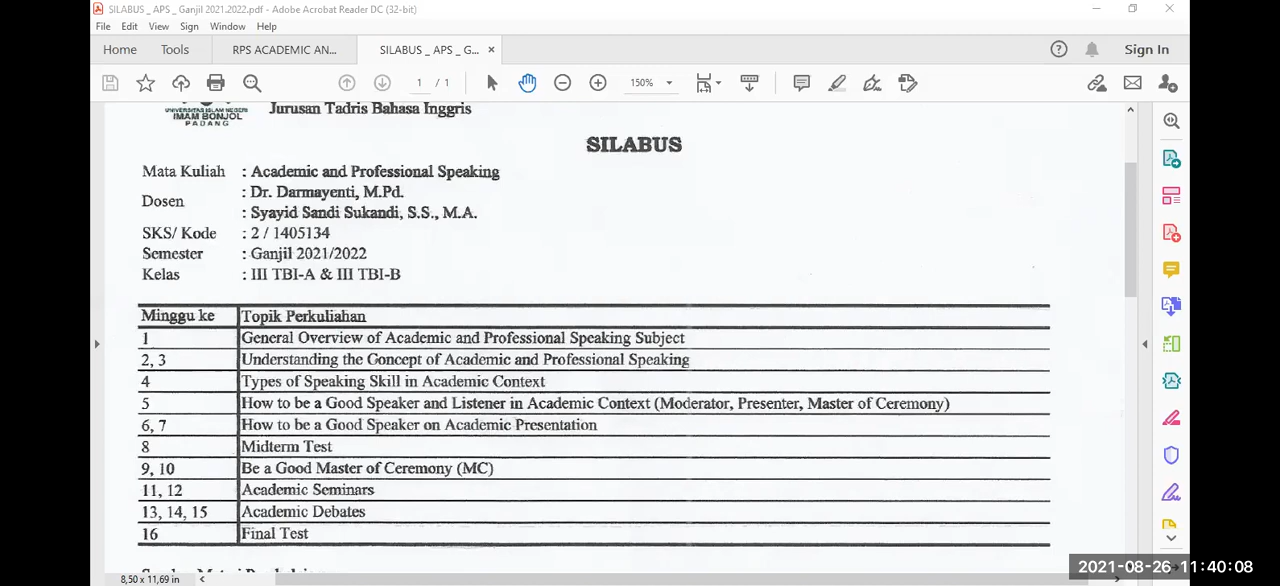 SILABUS _ APS _ Ganjil 2021.2022.pdf - Adobe Acrobat Reader DC (32-bit)
File Edit View Sign Window Help
Home Tools RPS ACADEMIC AN... SILABUS _ APS _ G... ×
Sign In
1 / 1 150%
UNIVERSITAS ISLAM NEGERI
IMAM BONJOL
PADANG
Jurusan Tadris Bahasa Inggris
SILABUS
Mata Kuliah : Academic and Professional Speaking
Dosen : Dr. Darmayenti, M.Pd.
: Syayid Sandi Sukandi, S.S., M.A.
SKS/ Kode : 2 / 1405134
Semester : Ganjil 2021/2022
Kelas : III TBI-A & III TBI-B
Minggu ke Topik Perkuliahan
1 General Overview of Academic and Professional Speaking Subject
2, 3 Understanding the Concept of Academic and Professional Speaking
4 Types of Speaking Skill in Academic Context
5 How to be a Good Speaker and Listener in Academic Context (Moderator, Presenter, Master of Ceremony)
6, 7 How to be a Good Speaker on Academic Presentation
8 Midterm Test
9, 10 Be a Good Master of Ceremony (MC)
11, 12 Academic Seminars
13, 14, 15 Academic Debates
16 Final Test
8,50 x 11,69 in
2021-08-26 11:40:08